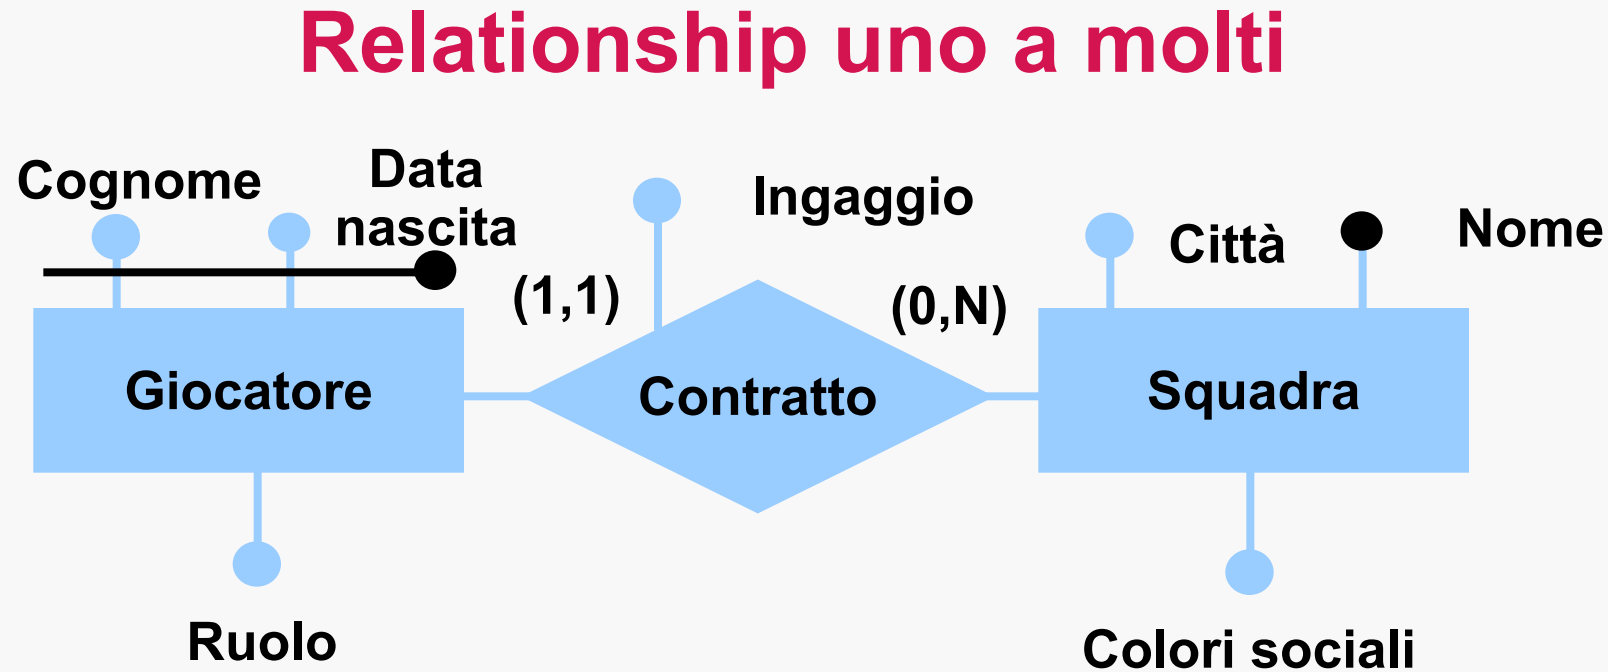 Relationship uno a molti
Cognome
Data
nascita
Ingaggio
Città
Nome
(1,1)
(0,N)
Giocatore
Contratto
Squadra
Ruolo
Colori sociali